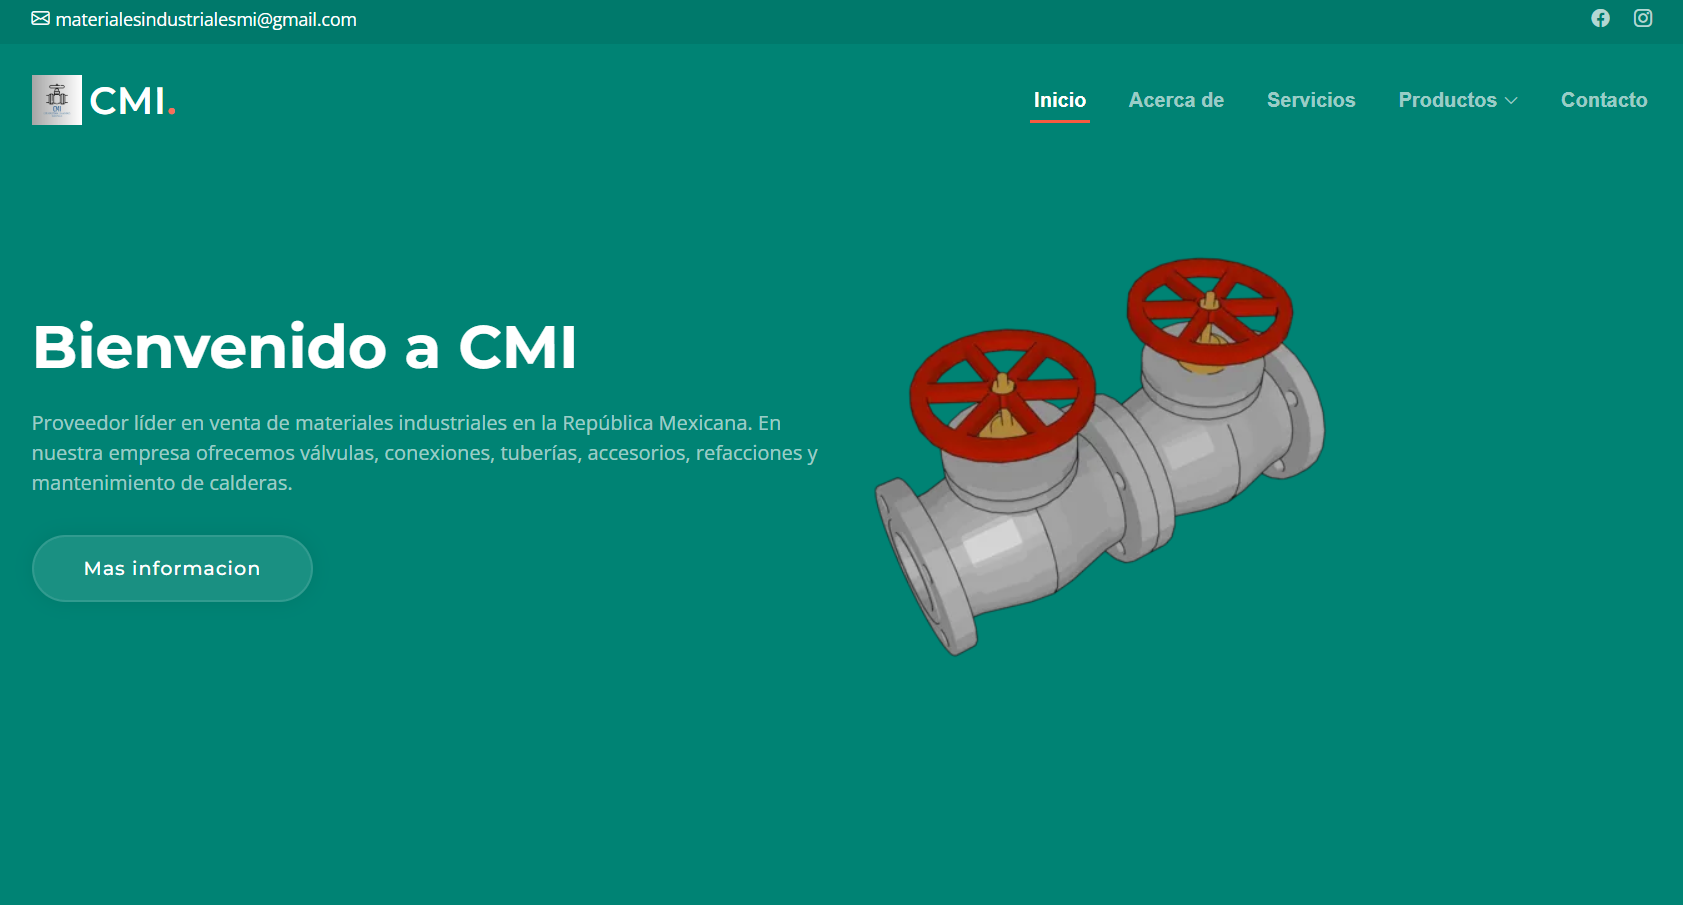 materialesindustrialesmi@gmail.com
CMI.
Inicio
Acerca de
Servicios
Productos
Contacto
Bienvenido a CMI
Proveedor líder en venta de materiales industriales en la República Mexicana. En
nuestra empresa ofrecemos válvulas, conexiones, tuberías, accesorios, refacciones y
mantenimiento de calderas.
Mas informacion